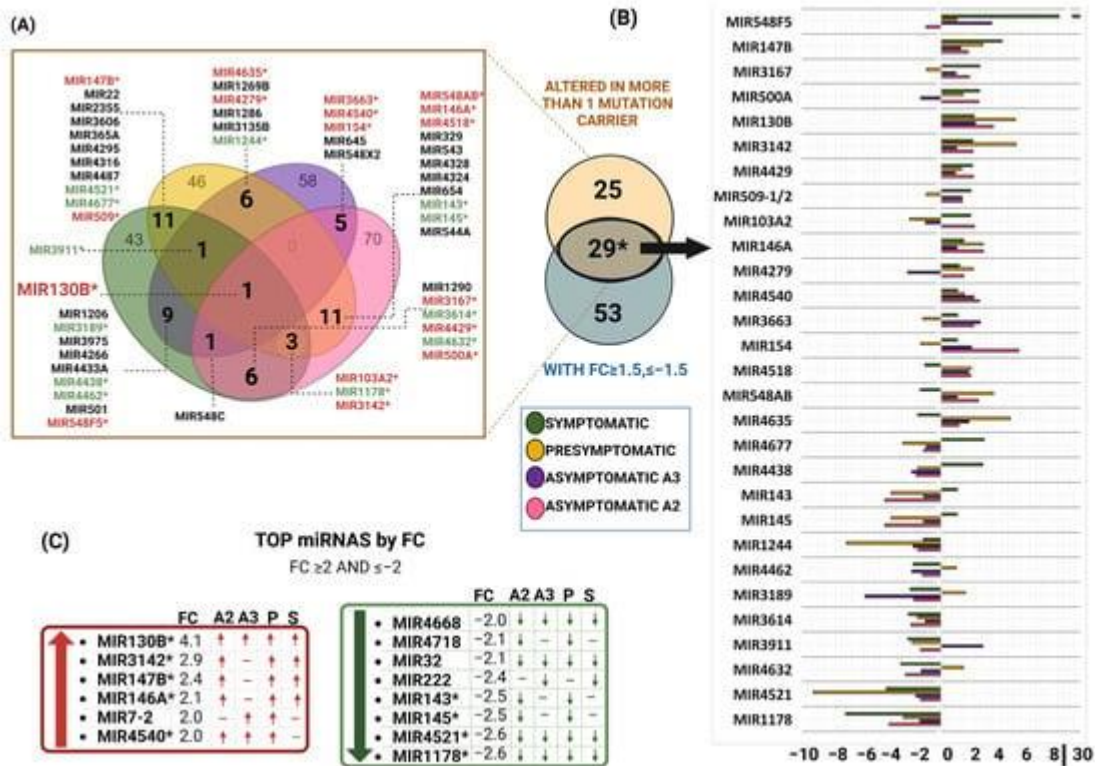 (A)
MIR147B*
MIR22
MIR2355
MIR3606
MIR365A
MIR4295
MIR4316
MIR4487
MIR4521*
MIR4677*
MIR509*
MIR4635*
MIR1269B
MIR4279*
MIR1286
MIR3135B
MIR1244*
MIR3663*
MIR4540*
MIR154*
MIR645
MIR548X2
MIR548AB*
MIR146A*
MIR4518*
MIR329
MIR543
MIR4328
MIR4324
MIR654
MIR143*
MIR145*
MIR544A
46
58
11
6
5
43
0
70
MIR3911*
1
MIR130B*
1
9
11
1
3
6
MIR1206
MIR3189*
MIR3975
MIR4266
MIR4433A
MIR4438*
MIR4462*
MIR501
MIR548F5*
MIR548C
MIR1290
MIR3167*
MIR3614*
MIR4429*
MIR4632*
MIR500A*
MIR103A2*
MIR1178*
MIR3142*
(B)
ALTERED IN MORE
THAN 1 MUTATION
CARRIER
25
29*
53
WITH FC≥1.5,≤−1.5
SYMPTOMATIC
PRESYMPTOMATIC
ASYMPTOMATIC A3
ASYMPTOMATIC A2
MIR548F5
MIR147B
MIR3167
MIR500A
MIR130B
MIR3142
MIR4429
MIR509-1/2
MIR103A2
MIR146A
MIR4279
MIR4540
MIR3663
MIR154
MIR4518
MIR548AB
MIR4635
MIR4677
MIR4438
MIR143
MIR145
MIR1244
MIR4462
MIR3189
MIR3614
MIR3911
MIR4632
MIR4521
MIR1178
−10 −8 −6 −4 −2 0 2 4 6 8 | 30
(C)
TOP miRNAS by FC
FC ≥2 AND ≤−2
FC A2 A3 P S
• MIR130B* 4.1 ↑ ↑ ↑ ↑
• MIR3142* 2.9 ↑ – ↑ ↑
• MIR147B* 2.4 ↑ – ↑ ↑
• MIR146A* 2.1 ↑ – ↑ ↑
• MIR7-2 2.0 – ↑ ↑ –
• MIR4540* 2.0 ↑ ↑ ↑ –
FC A2 A3 P S
• MIR4668 −2.0 ↓ ↓ ↓ ↓
• MIR4718 −2.1 ↓ – ↓ –
• MIR32 −2.1 ↓ ↓ ↓ ↓
• MIR222 −2.4 – ↓ – ↓
• MIR143* −2.5 ↓ – ↓ –
• MIR145* −2.5 ↓ – ↓ –
• MIR4521* −2.6 ↓ ↓ ↓ ↓
• MIR1178* −2.6 ↓ ↓ ↓ ↓